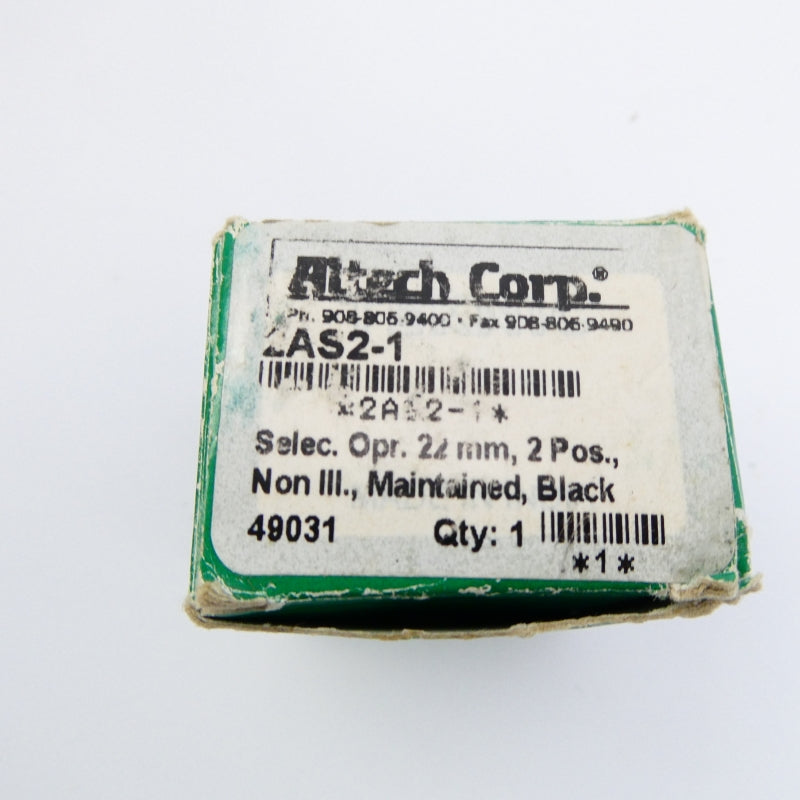 Altech Corp.®
Ph. 908-806-9400 • Fax 908-806-9490
2AS2-1
*2AS2-1*
Selec. Opr. 22 mm, 2 Pos.,
Non Ill., Maintained, Black
49031 Qty: 1
*1*